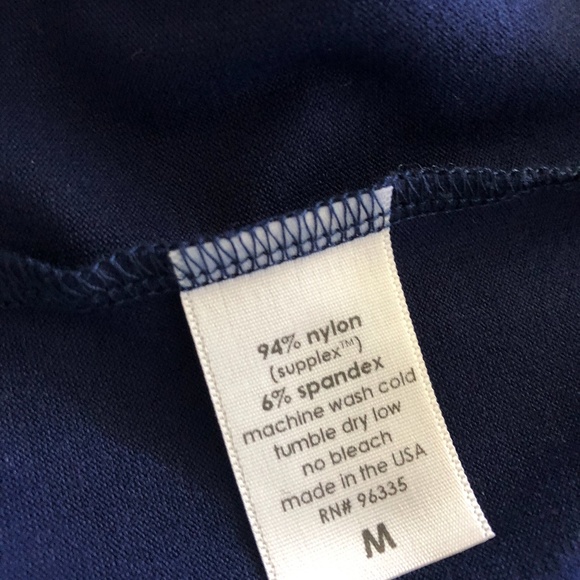 94% nylon
(supplex™)
6% spandex
machine wash cold
tumble dry low
no bleach
made in the USA
RN# 96335
M